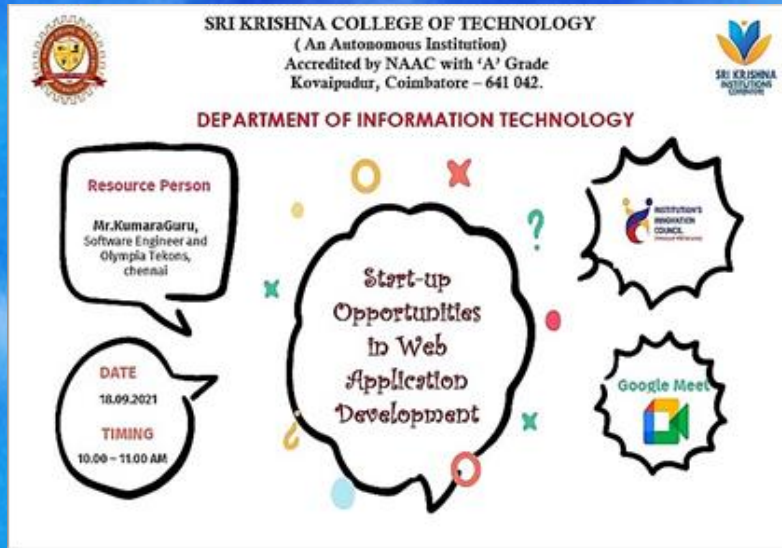 SRI KRISHNA COLLEGE OF TECHNOLOGY
( An Autonomous Institution)
Accredited by NAAC with ‘A’ Grade
Kovaipudur, Coimbatore – 641 042.
SRI KRISHNA
INSTITUTIONS
COIMBATORE
DEPARTMENT OF INFORMATION TECHNOLOGY
Resource Person
Mr.KumaraGuru,
Software Engineer and
Olympia Tekons,
chennai
DATE
18.09.2021
TIMING
10.00 – 11.00 AM
Start-up
Opportunities
in Web
Application
Development
INSTITUTION'S
INNOVATION
COUNCIL
Google Meet